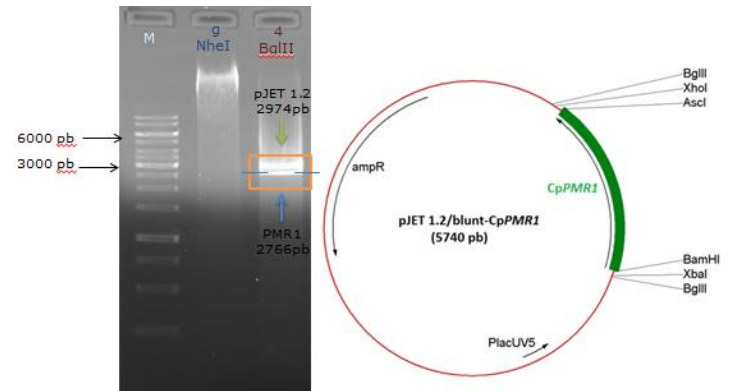 M
g
NheI
4
BglII
pJET 1.2
2974pb
6000 pb
3000 pb
PMR1
2766pb
BglII
XhoI
AscI
ampR
CpPMR1
pJET 1.2/blunt-CpPMR1
(5740 pb)
BamHI
XbaI
BglII
PlacUV5